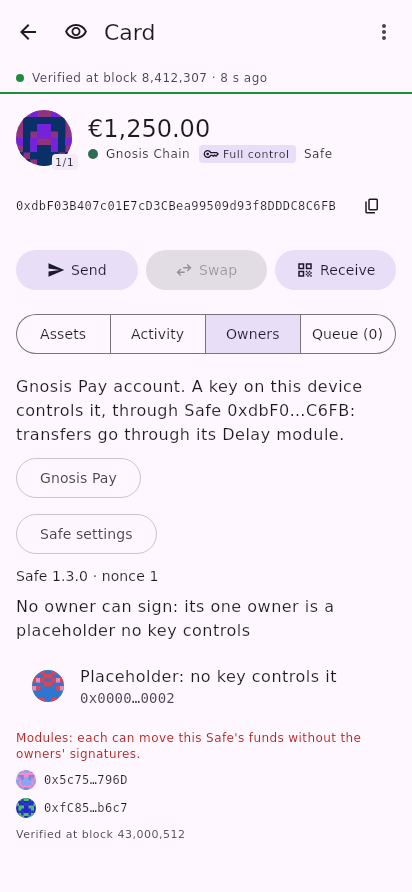 Card
Verified at block 8,412,307 · 8 s ago
€1,250.00
1/1
Gnosis Chain
Full control
Safe
0xdbF03B407c01E7cD3CBea99509d93f8DDDC8C6FB
Send
Swap
Receive
Assets
Activity
Owners
Queue (0)
Gnosis Pay account. A key on this device
controls it, through Safe 0xdbF0…C6FB:
transfers go through its Delay module.
Gnosis Pay
Safe settings
Safe 1.3.0 · nonce 1
No owner can sign: its one owner is a
placeholder no key controls
Placeholder: no key controls it
0x0000…0002
Modules: each can move this Safe's funds without the
owners' signatures.
0x5c75…796D
0xfC85…b6c7
Verified at block 43,000,512